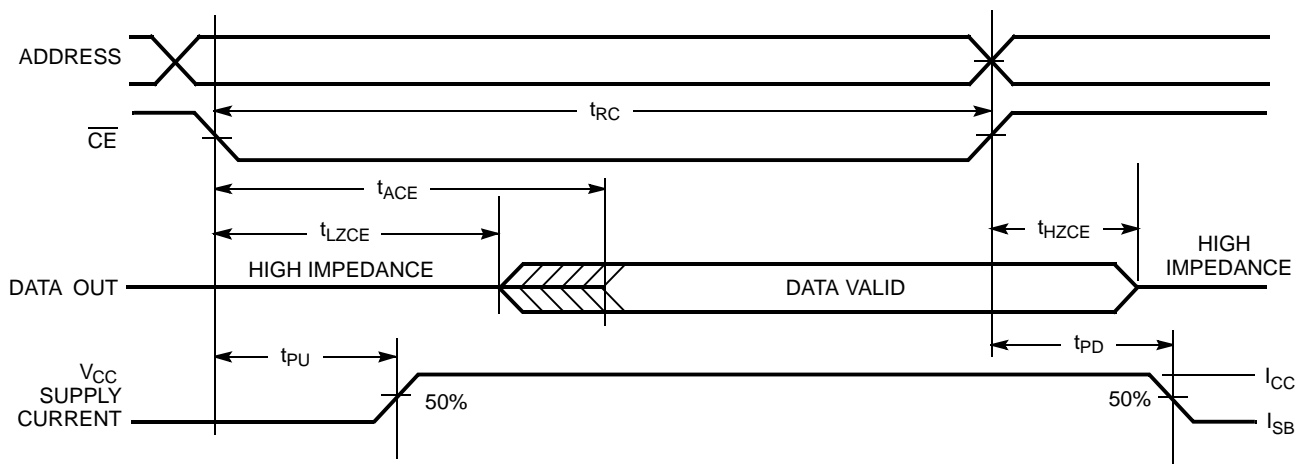 ADDRESS
tRC
CE
tACE
tLZCE
tHZCE
HIGH
IMPEDANCE
HIGH IMPEDANCE
DATA OUT
DATA VALID
tPU
tPD
VCC
SUPPLY
CURRENT
50%
50%
ICC
ISB